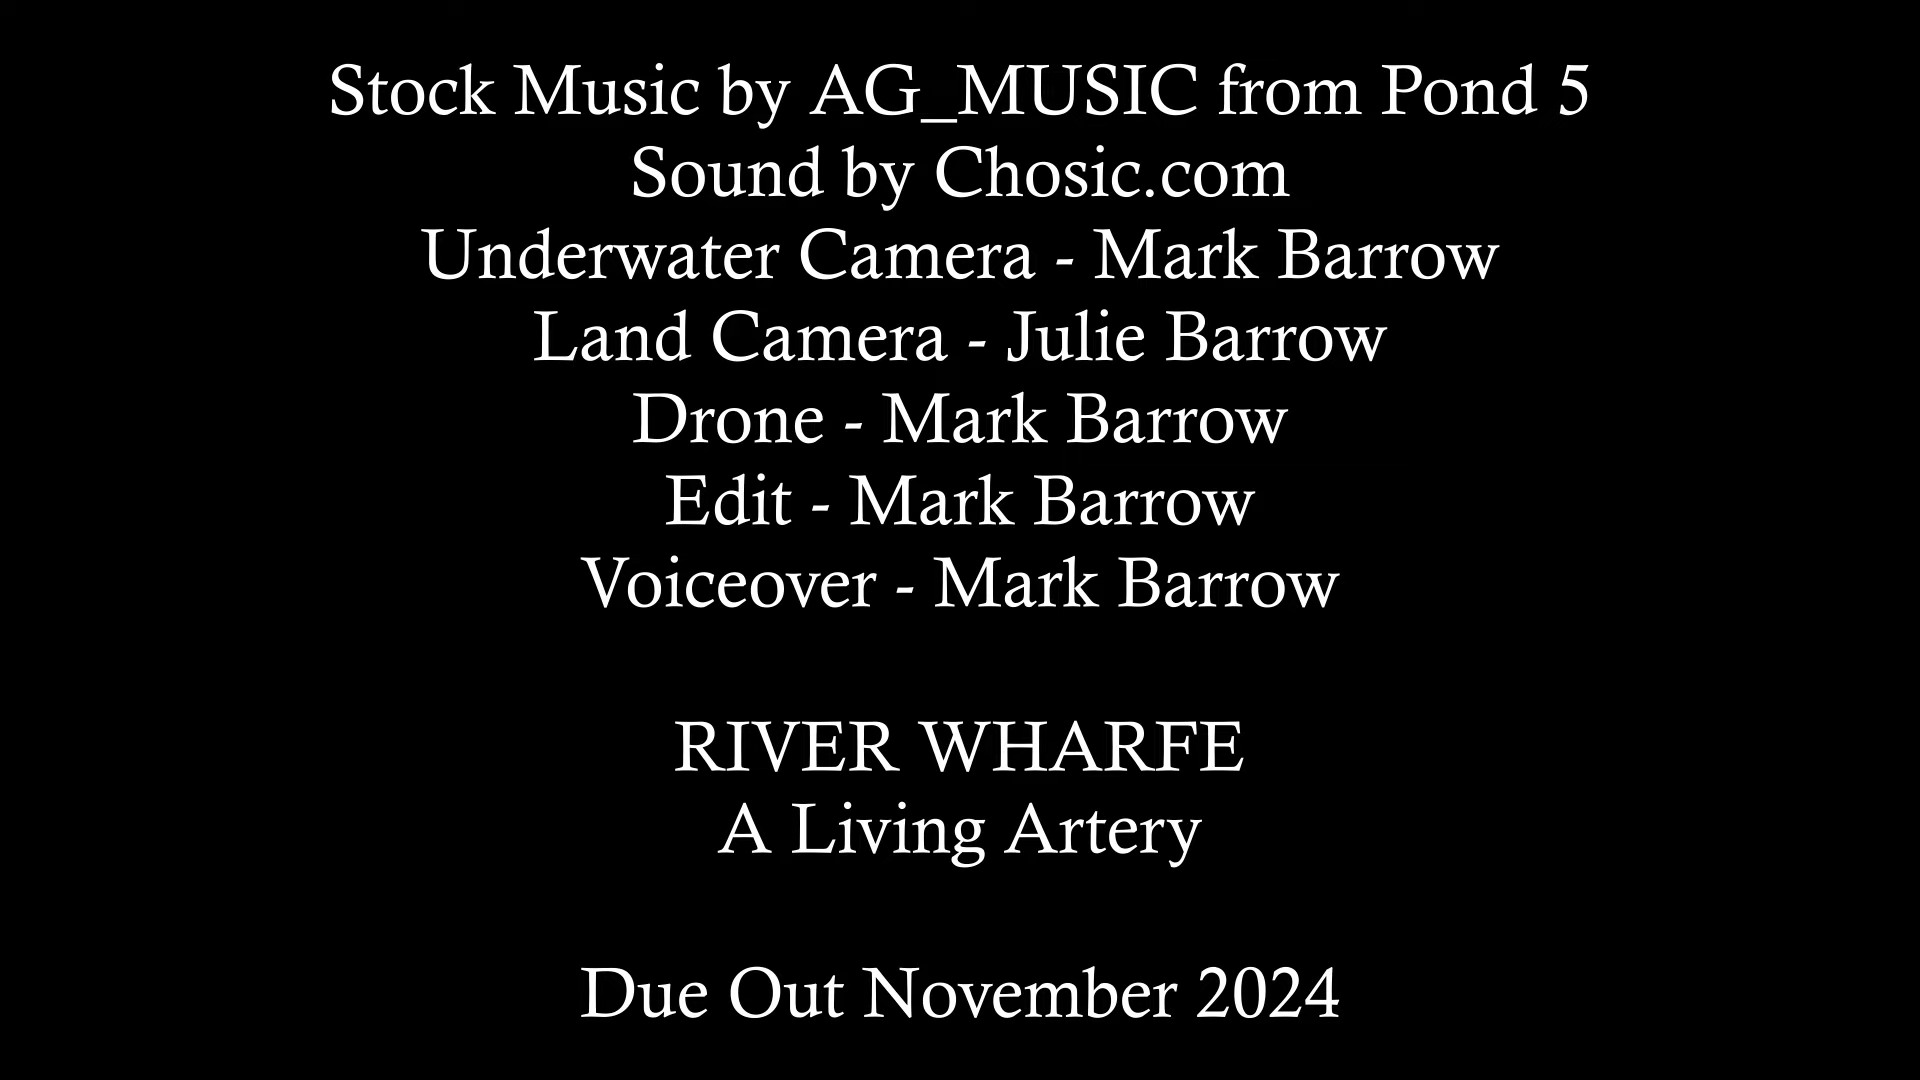 Stock Music by AG_MUSIC from Pond 5
Sound by Chosic.com
Underwater Camera - Mark Barrow
Land Camera - Julie Barrow
Drone - Mark Barrow
Edit - Mark Barrow
Voiceover - Mark Barrow
RIVER WHARFE
A Living Artery
Due Out November 2024